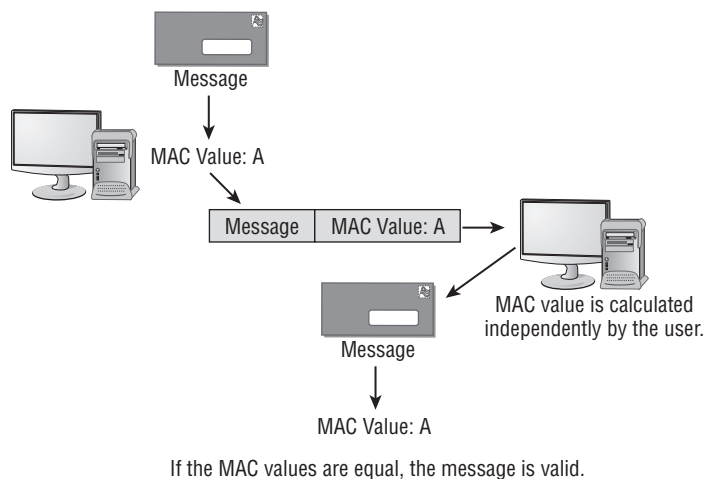 Message
MAC Value: A
Message MAC Value: A
MAC value is calculated
independently by the user.
Message
MAC Value: A
If the MAC values are equal, the message is valid.